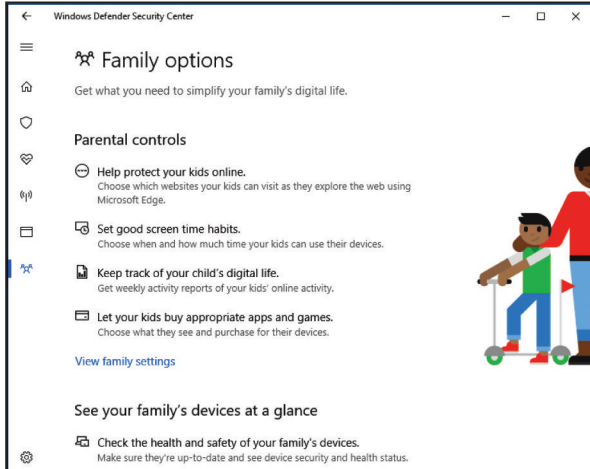 Windows Defender Security Center
Family options
Get what you need to simplify your family's digital life.
Parental controls
Help protect your kids online.
Choose which websites your kids can visit as they explore the web using
Microsoft Edge.
Set good screen time habits.
Choose when and how much time your kids can use their devices.
Keep track of your child's digital life.
Get weekly activity reports of your kids' online activity.
Let your kids buy appropriate apps and games.
Choose what they see and purchase for their devices.
View family settings
See your family's devices at a glance
Check the health and safety of your family's devices.
Make sure they're up-to-date and see device security and health status.